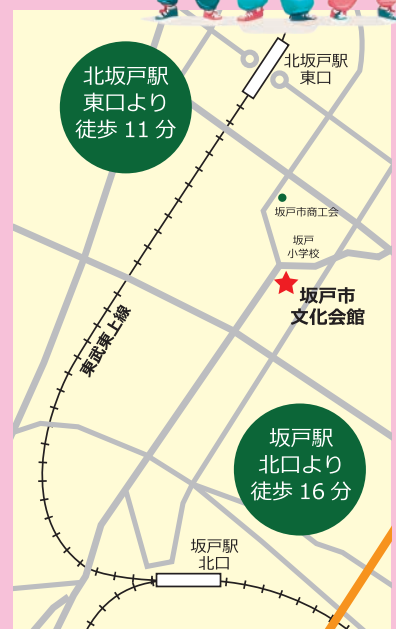 北坂戸駅
東口より
徒歩 11 分
北坂戸駅
東口
坂戸市商工会
坂戸
小学校
坂戸市
文化会館
東武東上線
坂戸駅
北口より
徒歩 16 分
坂戸駅
北口